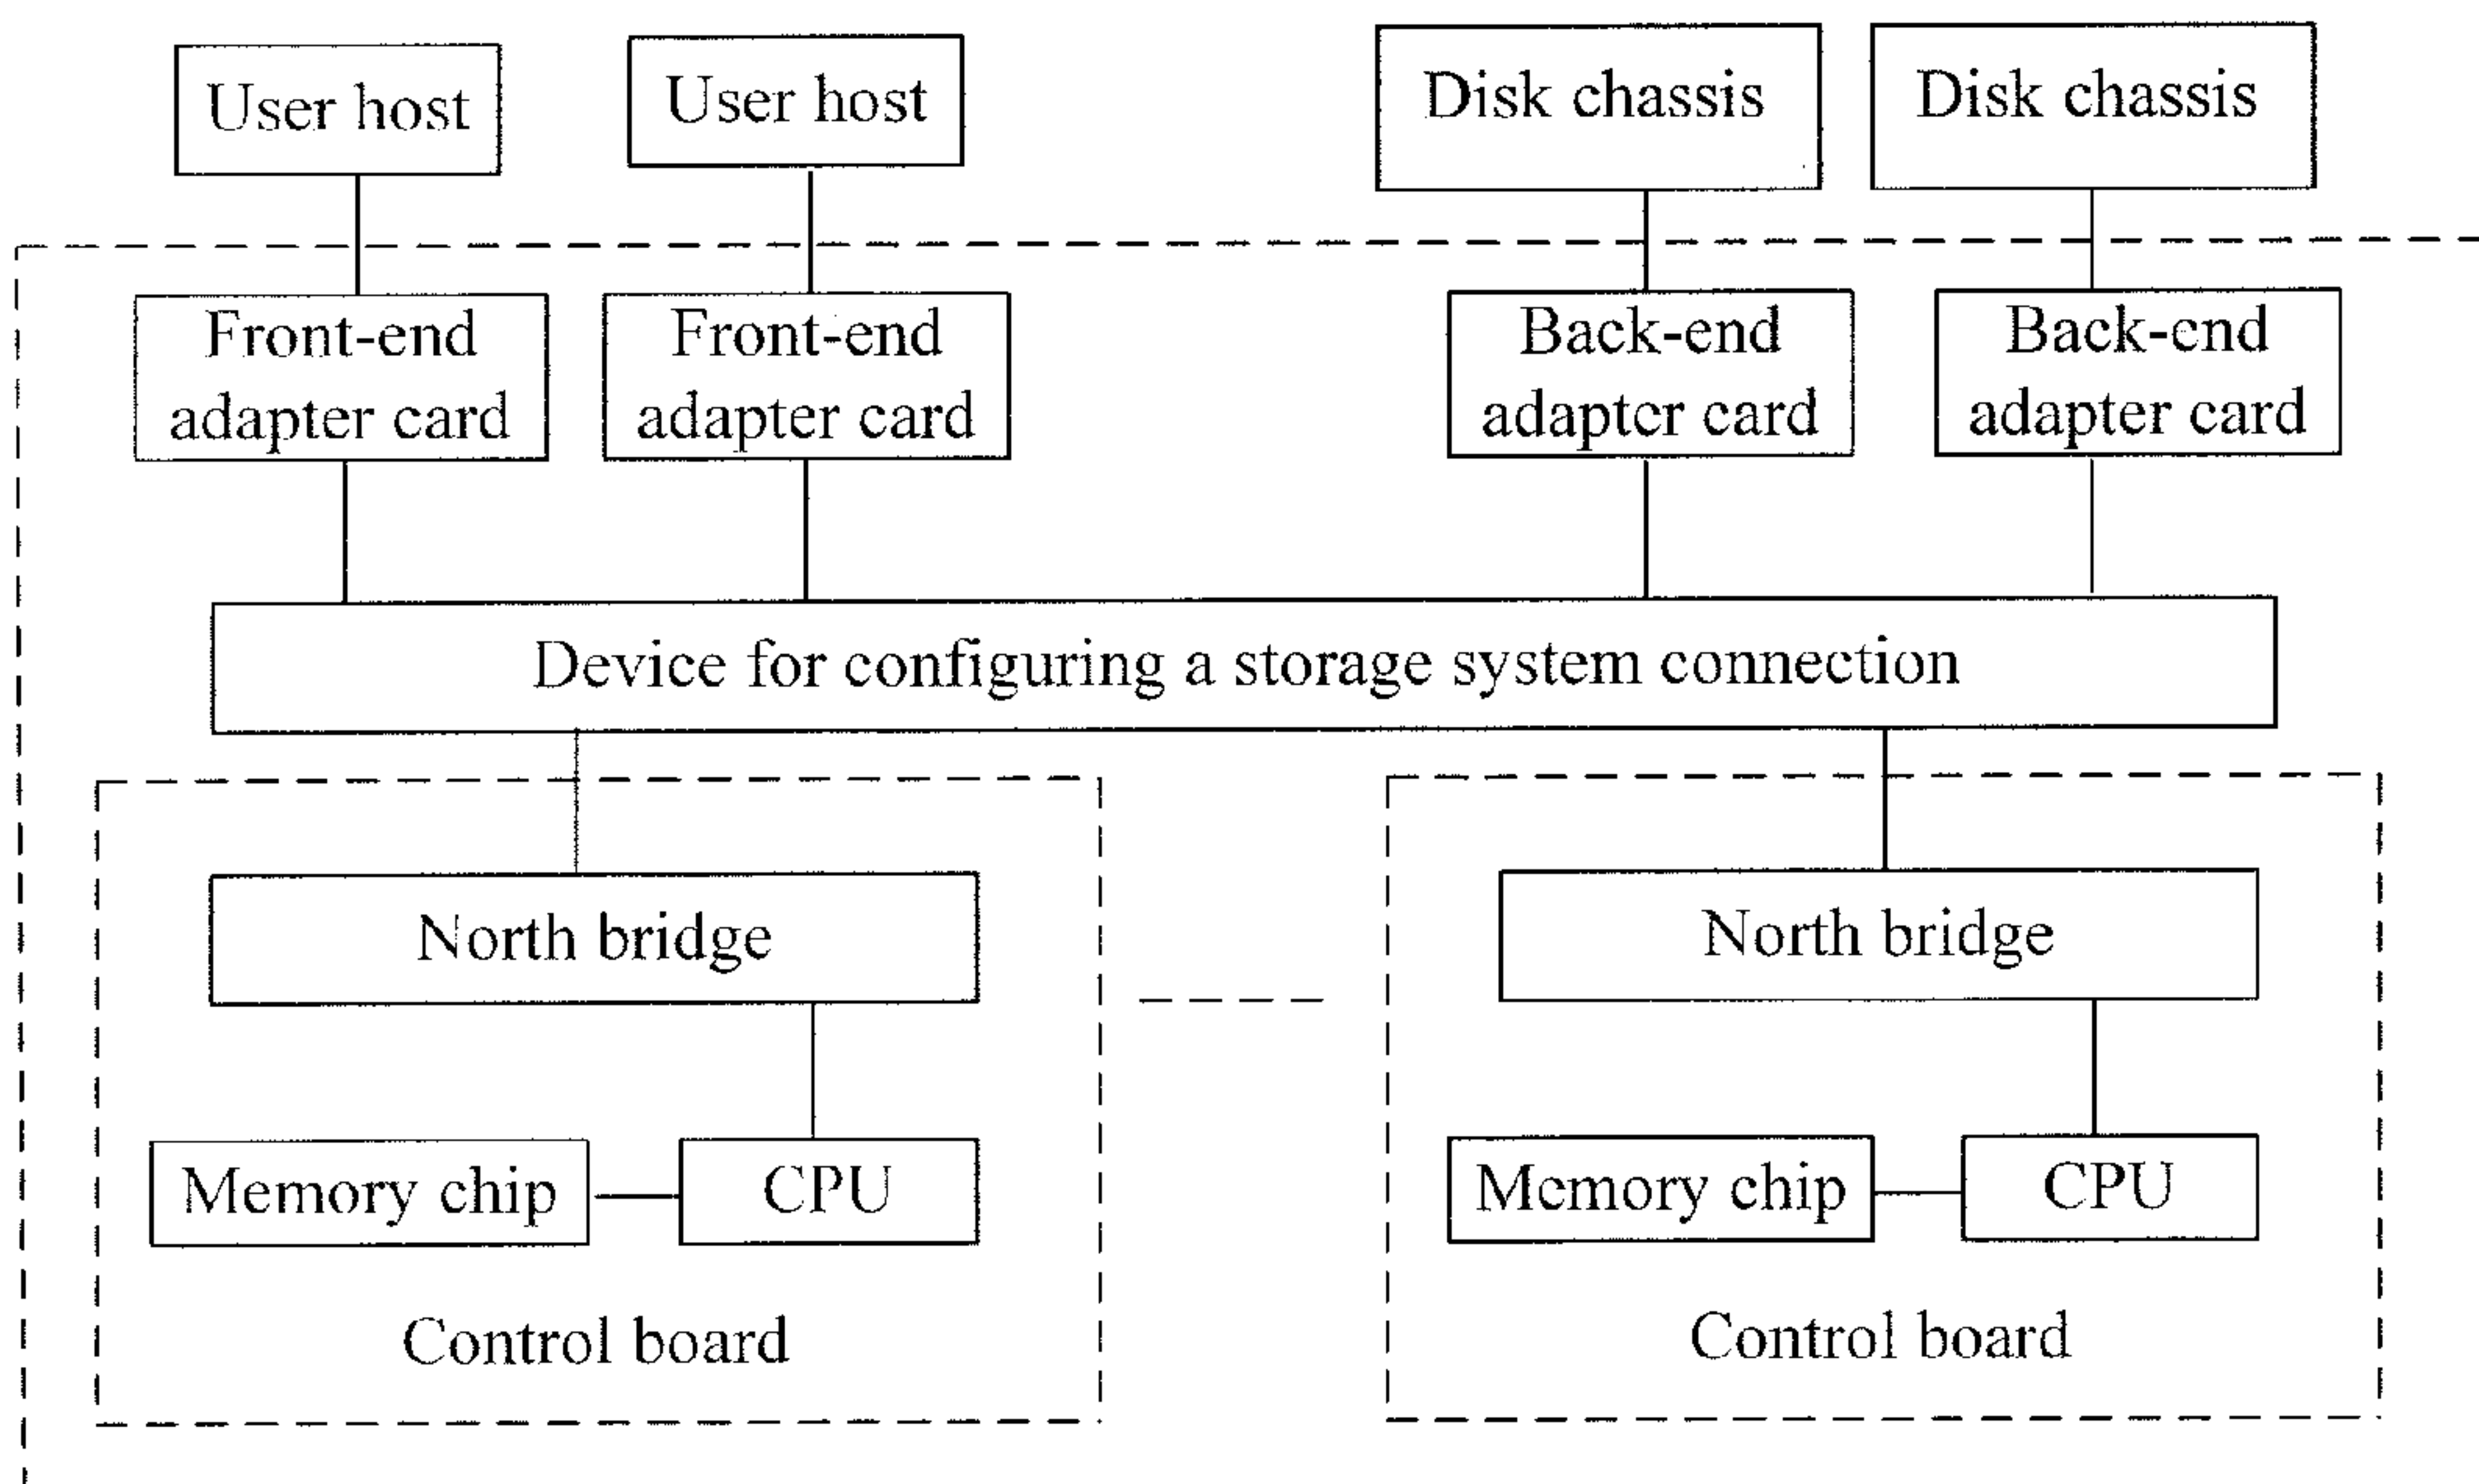 User host
User host
Disk chassis
Disk chassis
Front-end
adapter card
Front-end
adapter card
Back-end
adapter card
Back-end
adapter card
Device for configuring a storage system connection
North bridge
North bridge
Memory chip
CPU
Memory chip
CPU
Control board
Control board